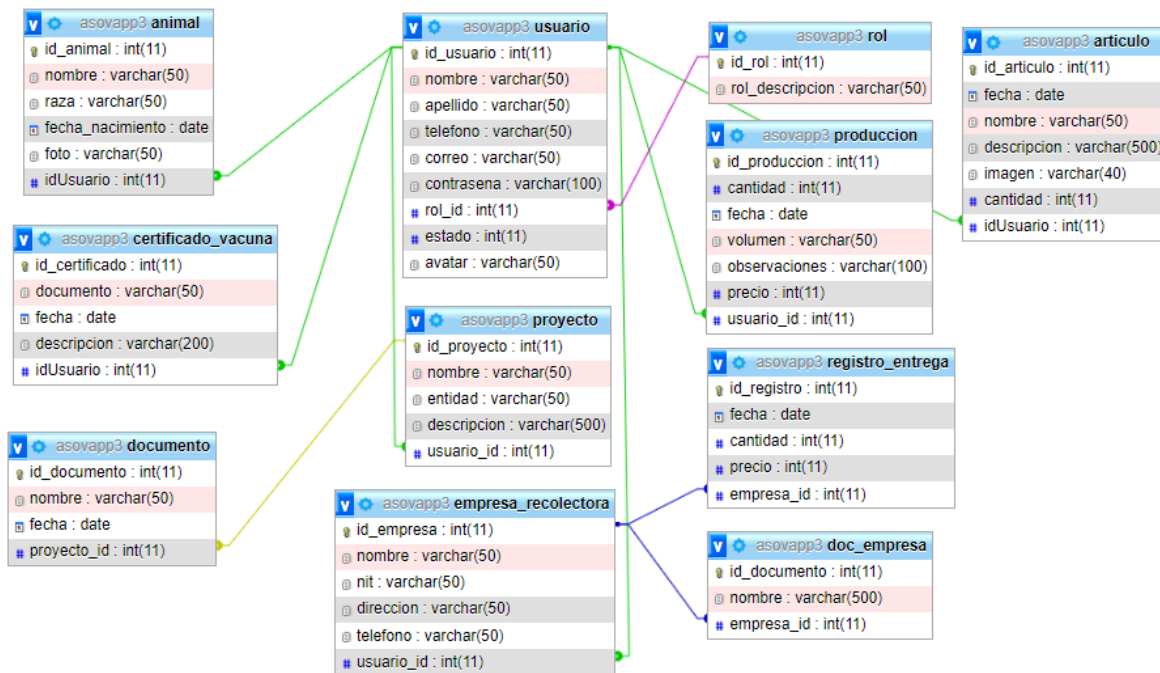 asovapp3 animal
id_animal : int(11)
nombre : varchar(50)
raza : varchar(50)
fecha_nacimiento : date
foto : varchar(50)
idUsuario : int(11)
asovapp3 usuario
id_usuario : int(11)
nombre : varchar(50)
apellido : varchar(50)
telefono : varchar(50)
correo : varchar(50)
contrasena : varchar(100)
rol_id : int(11)
estado : int(11)
avatar : varchar(50)
asovapp3 rol
id_rol : int(11)
rol_descripcion : varchar(50)
asovapp3 articulo
id_articulo : int(11)
fecha : date
nombre : varchar(50)
descripcion : varchar(500)
imagen : varchar(40)
cantidad : int(11)
idUsuario : int(11)
asovapp3 produccion
id_produccion : int(11)
cantidad : int(11)
fecha : date
volumen : varchar(50)
observaciones : varchar(100)
precio : int(11)
usuario_id : int(11)
asovapp3 certificado_vacuna
id_certificado : int(11)
documento : varchar(50)
fecha : date
descripcion : varchar(200)
idUsuario : int(11)
asovapp3 proyecto
id_proyecto : int(11)
nombre : varchar(50)
entidad : varchar(50)
descripcion : varchar(500)
usuario_id : int(11)
asovapp3 registro_entrega
id_registro : int(11)
fecha : date
cantidad : int(11)
precio : int(11)
empresa_id : int(11)
asovapp3 documento
id_documento : int(11)
nombre : varchar(50)
fecha : date
proyecto_id : int(11)
asovapp3 empresa_recolectora
id_empresa : int(11)
nombre : varchar(50)
nit : varchar(50)
direccion : varchar(50)
telefono : varchar(50)
usuario_id : int(11)
asovapp3 doc_empresa
id_documento : int(11)
nombre : varchar(500)
empresa_id : int(11)